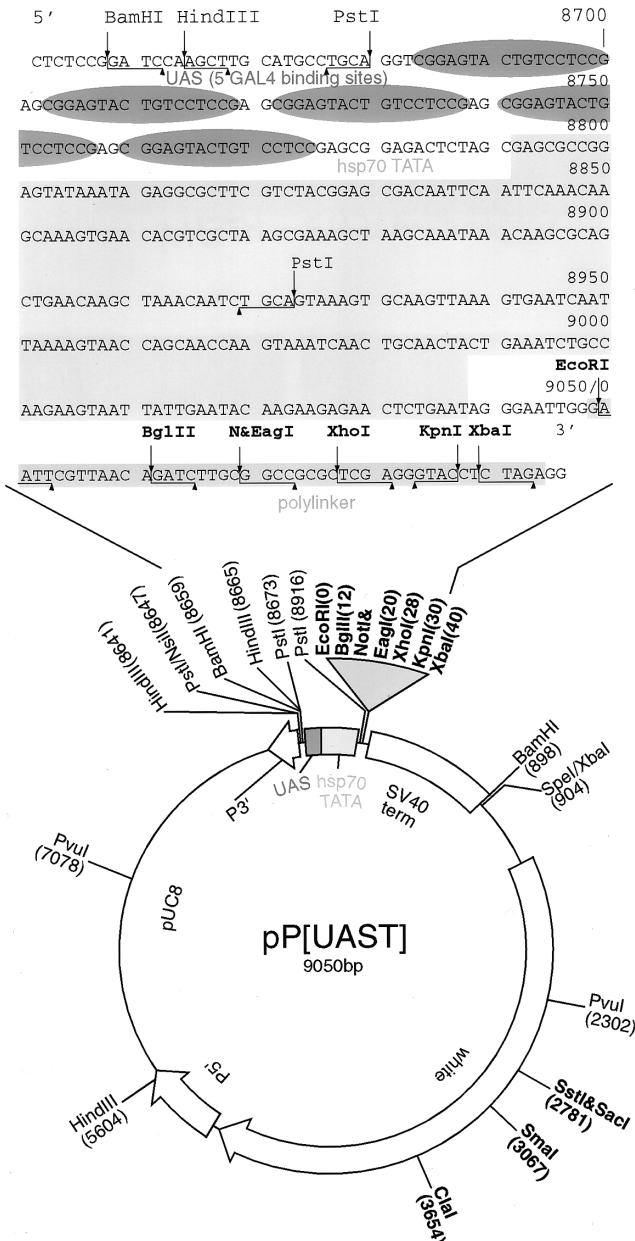 5′ BamHI HindIII PstI 8700
CTCTCCGGA TCCAAGCTTG CATGCCTGCA GGTCGGAGTA CTGTCCTCCG
UAS (5 GAL4 binding sites) 8750
AGCGGAGTAC TGTCCTCCGA GCGGAGTACT GTCCTCCGAG CGGAGTACTG
8800
TCCTCCGAGC GGAGTACTGT CCTCCGAGCG GAGACTCTAG CGAGCGCCGG
hsp70 TATA 8850
AGTATAAATA GAGGCGCTTC GTCTACGGAG CGACAATTCA ATTCAAACAA
8900
GCAAAGTGAA CACGTCGCTA AGCGAAAGCT AAGCAAATAA ACAAGCGCAG
PstI 8950
CTGAACAAGC TAAACAATCT GCAGTAAAGT GCAAGTTAAA GTGAATCAAT
9000
TAAAAGTAAC CAGCAACCAA GTAAATCAAC TGCAACTACT GAAATCTGCC
EcoRI
9050/0
AAGAAGTAAT TATTGAATAC AAGAAGAGAA CTCTGAATAG GGAATTGGGA
BglII N&EagI XhoI KpnI XbaI 3′
ATTCGTTAAC AGATCTTGCG GCCGCGCTCG AGGGTACCTC TAGAGG
polylinker
HindIII(8641)
PstI/NsiI(8647)
BamHI (8659)
HindIII (8665)
PstI (8673)
PstI (8916)
EcoRI(0)
BglII(12)
NotI&
EagI(20)
XhoI(28)
KpnI(30)
XbaI(40)
BamHI
(898)
SpeI/XbaI
(904)
P3'
UAS
hsp70
TATA
SV40
term
PvuI
(7078)
pUC8
pP[UAST]
9050bp
PvuI
(2302)
white
P5'
HindIII
(5604)
SstI&SacI
(2781)
SmaI
(3067)
ClaI
(3654)